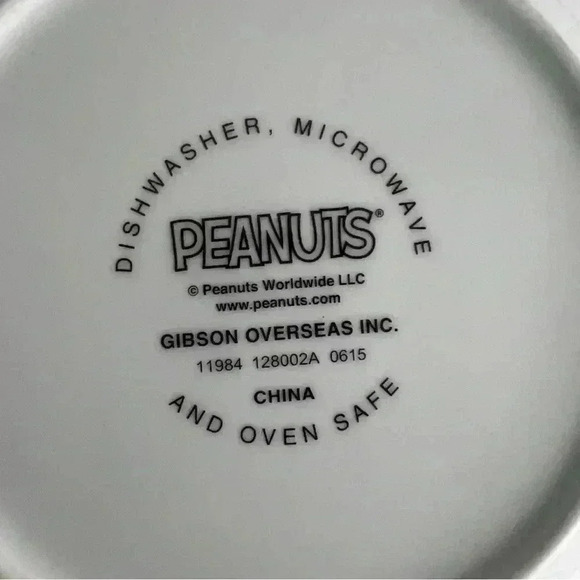 DISHWASHER, MICROWAVE
PEANUTS®
© Peanuts Worldwide LLC
www.peanuts.com
GIBSON OVERSEAS INC.
11984 128002A 0615
CHINA
AND OVEN SAFE